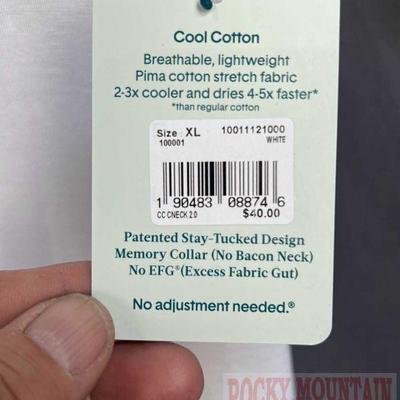 Cool Cotton
Breathable, lightweight
Pima cotton stretch fabric
2-3x cooler and dries 4-5x faster*
*than regular cotton
Size XL 10011121000
100001 WHITE
1 90483 08874 6
CC CNECK 2.0 $40.00
Patented Stay-Tucked Design
Memory Collar (No Bacon Neck)
No EFG®(Excess Fabric Gut)
No adjustment needed.®
ROCKY MOUNTAIN